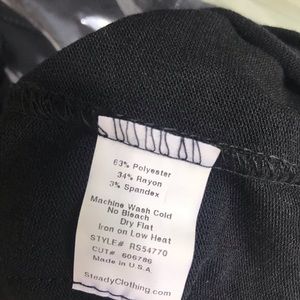 63% Polyester
34% Rayon
3% Spandex
Machine Wash Cold
No Bleach
Dry Flat
Iron on Low Heat
STYLE# RS54770
CUT# 606786
Made in U.S.A.
SteadyClothing.com